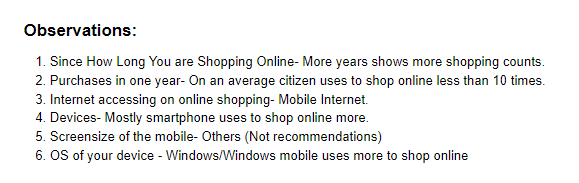 Observations:
1. Since How Long You are Shopping Online- More years shows more shopping counts.
2. Purchases in one year- On an average citizen uses to shop online less than 10 times.
3. Internet accessing on online shopping- Mobile Internet.
4. Devices- Mostly smartphone uses to shop online more.
5. Screensize of the mobile- Others (Not recommendations)
6. OS of your device - Windows/Windows mobile uses more to shop online